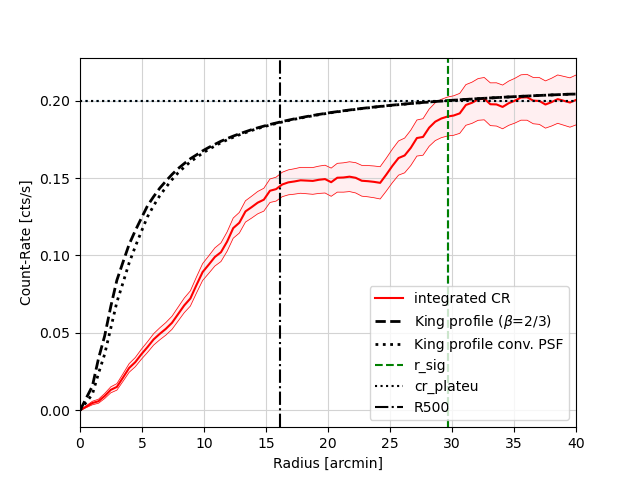 Count-Rate [cts/s]
0.20
0.15
0.10
0.05
0.00
integrated CR
King profile (β=2/3)
King profile conv. PSF
r_sig
cr_plateu
R500
0 5 10 15 20 25 30 35 40
Radius [arcmin]